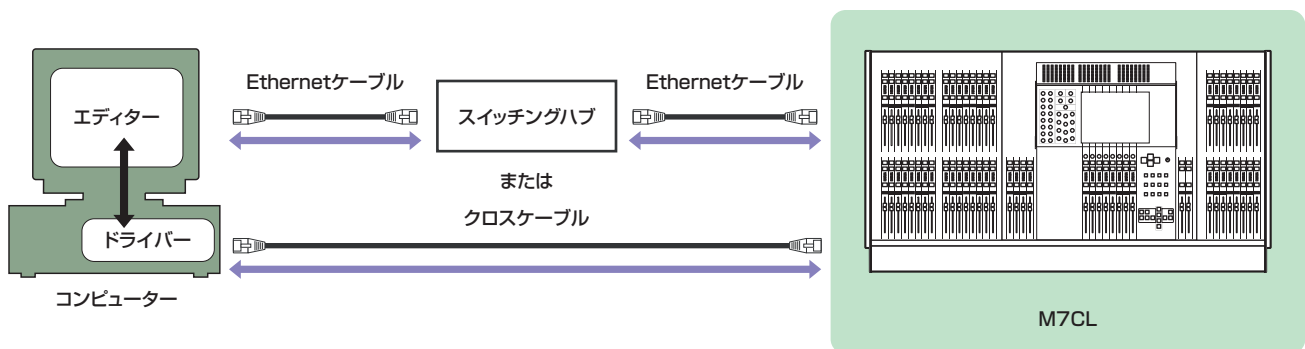 Ethernetケーブル
Ethernetケーブル
エディター
スイッチングハブ
または
クロスケーブル
ドライバー
コンピューター
M7CL